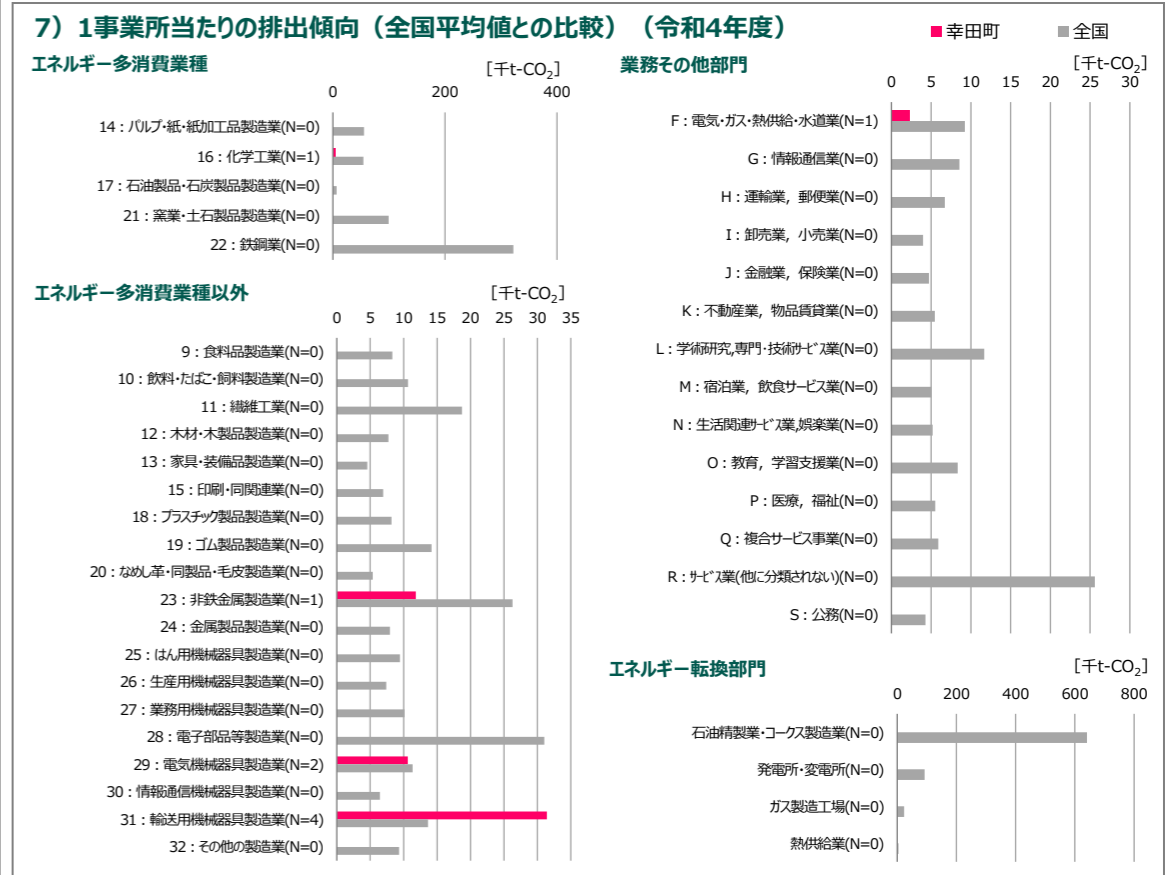 7）1事業所当たりの排出傾向（全国平均値との比較）（令和4年度）
幸田町
全国
エネルギー多消費業種
[千t-CO₂]
0 200 400
14：パルプ・紙・紙加工品製造業(N=0)
16：化学工業(N=1)
17：石油製品・石炭製品製造業(N=0)
21：窯業・土石製品製造業(N=0)
22：鉄鋼業(N=0)
エネルギー多消費業種以外
[千t-CO₂]
0 5 10 15 20 25 30 35
9：食料品製造業(N=0)
10：飲料・たばこ・飼料製造業(N=0)
11：繊維工業(N=0)
12：木材・木製品製造業(N=0)
13：家具・装備品製造業(N=0)
15：印刷・同関連業(N=0)
18：プラスチック製品製造業(N=0)
19：ゴム製品製造業(N=0)
20：なめし革・同製品・毛皮製造業(N=0)
23：非鉄金属製造業(N=1)
24：金属製品製造業(N=0)
25：はん用機械器具製造業(N=0)
26：生産用機械器具製造業(N=0)
27：業務用機械器具製造業(N=0)
28：電子部品等製造業(N=0)
29：電気機械器具製造業(N=2)
30：情報通信機械器具製造業(N=0)
31：輸送用機械器具製造業(N=4)
32：その他の製造業(N=0)
業務その他部門
[千t-CO₂]
0 5 10 15 20 25 30
F：電気・ガス・熱供給・水道業(N=1)
G：情報通信業(N=0)
H：運輸業，郵便業(N=0)
I：卸売業，小売業(N=0)
J：金融業，保険業(N=0)
K：不動産業，物品賃貸業(N=0)
L：学術研究,専門・技術ｻｰﾋﾞｽ業(N=0)
M：宿泊業，飲食サービス業(N=0)
N：生活関連ｻｰﾋﾞｽ業,娯楽業(N=0)
O：教育，学習支援業(N=0)
P：医療，福祉(N=0)
Q：複合サービス事業(N=0)
R：ｻｰﾋﾞｽ業(他に分類されない)(N=0)
S：公務(N=0)
エネルギー転換部門
[千t-CO₂]
0 200 400 600 800
石油精製業・コークス製造業(N=0)
発電所・変電所(N=0)
ガス製造工場(N=0)
熱供給業(N=0)